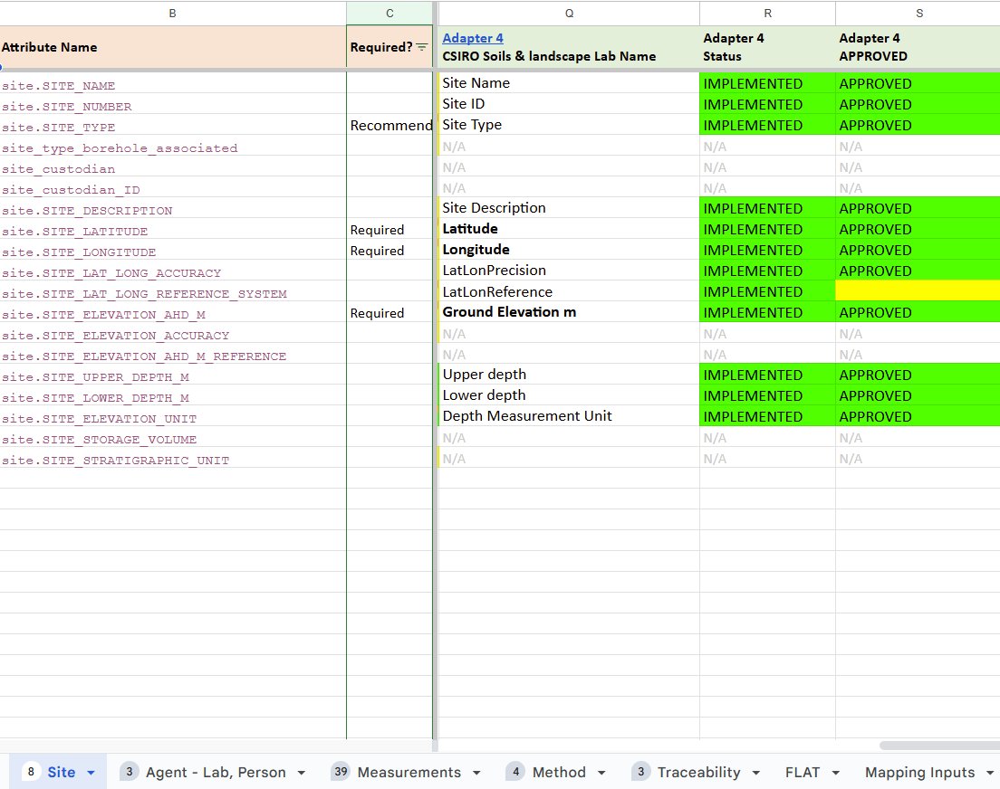 B C Q R S
Attribute Name Required? Adapter 4 Adapter 4 Adapter 4
CSIRO Soils & landscape Lab Name Status APPROVED
site.SITE_NAME Site Name IMPLEMENTED APPROVED
site.SITE_NUMBER Site ID IMPLEMENTED APPROVED
site.SITE_TYPE Recommend Site Type IMPLEMENTED APPROVED
site_type_borehole_associated N/A N/A N/A
site_custodian N/A N/A N/A
site_custodian_ID N/A N/A N/A
site.SITE_DESCRIPTION Site Description IMPLEMENTED APPROVED
site.SITE_LATITUDE Required Latitude IMPLEMENTED APPROVED
site.SITE_LONGITUDE Required Longitude IMPLEMENTED APPROVED
site.SITE_LAT_LONG_ACCURACY LatLonPrecision IMPLEMENTED APPROVED
site.SITE_LAT_LONG_REFERENCE_SYSTEM LatLonReference IMPLEMENTED
site.SITE_ELEVATION_AHD_M Required Ground Elevation m IMPLEMENTED APPROVED
site.SITE_ELEVATION_ACCURACY N/A N/A N/A
site.SITE_ELEVATION_AHD_M_REFERENCE N/A N/A N/A
site.SITE_UPPER_DEPTH_M Upper depth IMPLEMENTED APPROVED
site.SITE_LOWER_DEPTH_M Lower depth IMPLEMENTED APPROVED
site.SITE_ELEVATION_UNIT Depth Measurement Unit IMPLEMENTED APPROVED
site.SITE_STORAGE_VOLUME N/A N/A N/A
site.SITE_STRATIGRAPHIC_UNIT N/A N/A N/A
8 Site 3 Agent - Lab, Person 39 Measurements 4 Method 3 Traceability FLAT Mapping Inputs